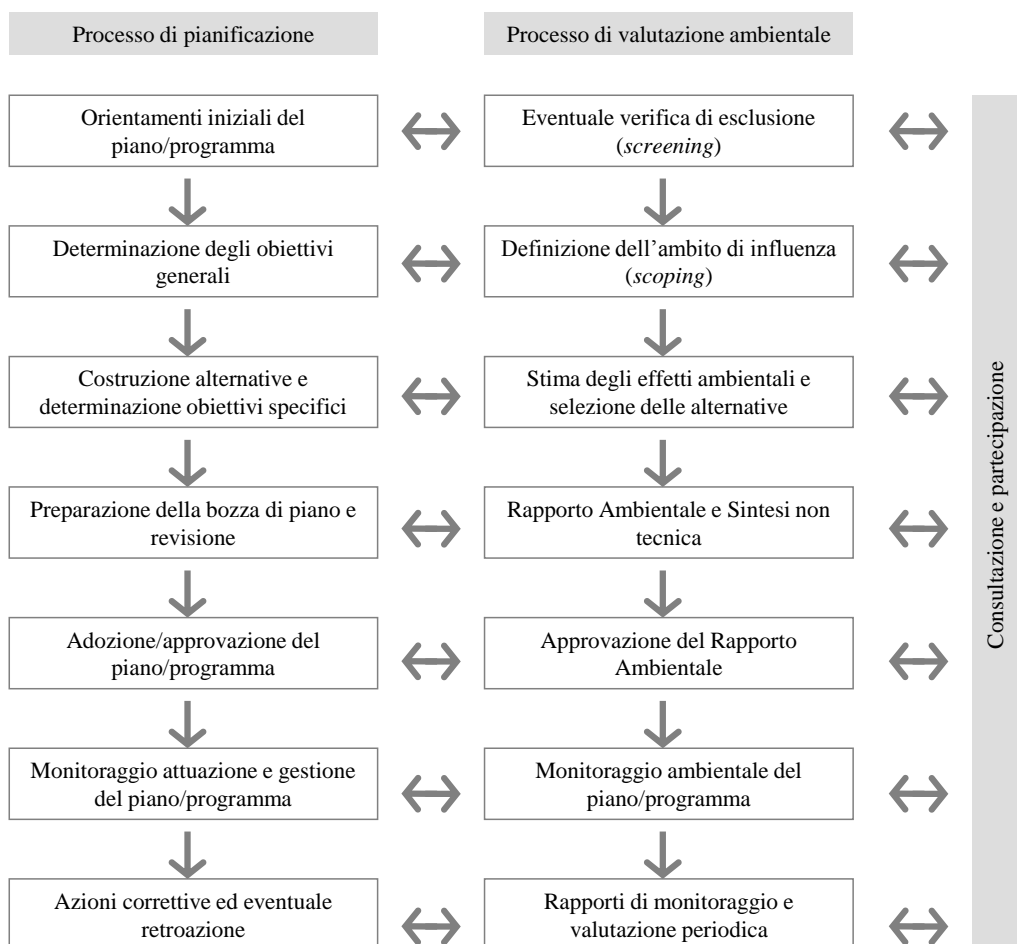 Processo di pianificazione
Processo di valutazione ambientale
Orientamenti iniziali del
piano/programma
Eventuale verifica di esclusione
(screening)
Determinazione degli obiettivi
generali
Definizione dell’ambito di influenza
(scoping)
Costruzione alternative e
determinazione obiettivi specifici
Stima degli effetti ambientali e
selezione delle alternative
Preparazione della bozza di piano e
revisione
Rapporto Ambientale e Sintesi non
tecnica
Adozione/approvazione del
piano/programma
Approvazione del Rapporto
Ambientale
Monitoraggio attuazione e gestione
del piano/programma
Monitoraggio ambientale del
piano/programma
Azioni correttive ed eventuale
retroazione
Rapporti di monitoraggio e
valutazione periodica
Consultazione e partecipazione